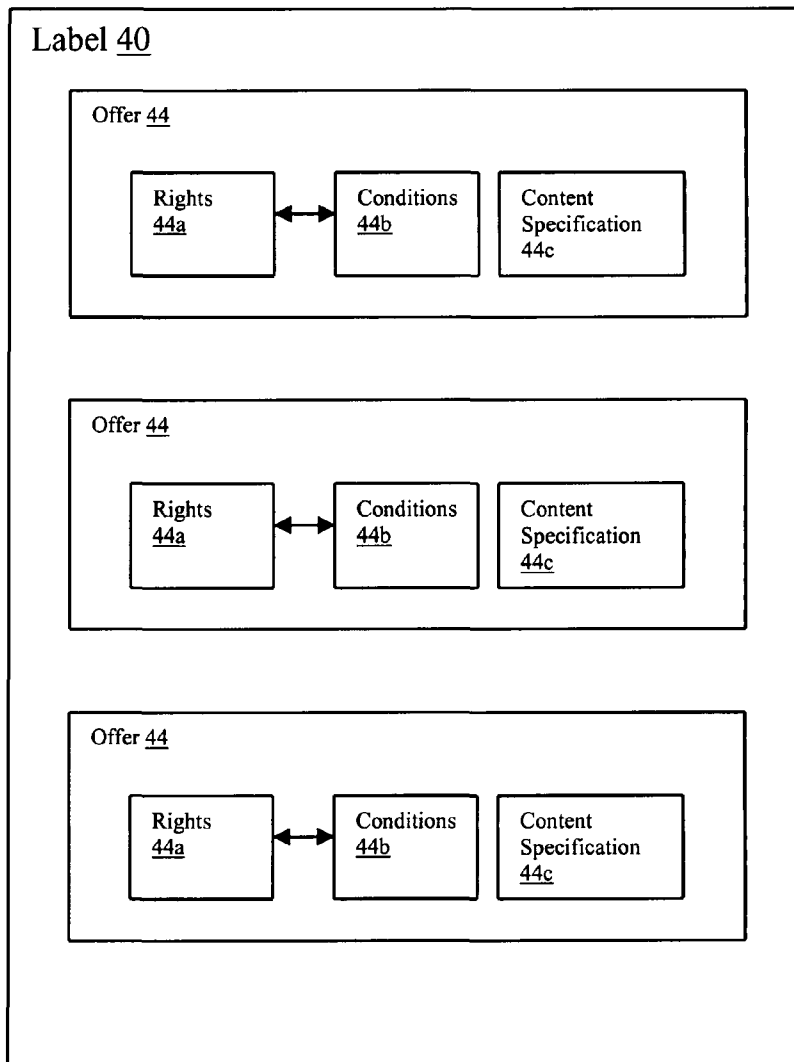 Label 40
Offer 44
Rights
44a
Conditions
44b
Content
Specification
44c
Offer 44
Rights
44a
Conditions
44b
Content
Specification
44c
Offer 44
Rights
44a
Conditions
44b
Content
Specification
44c